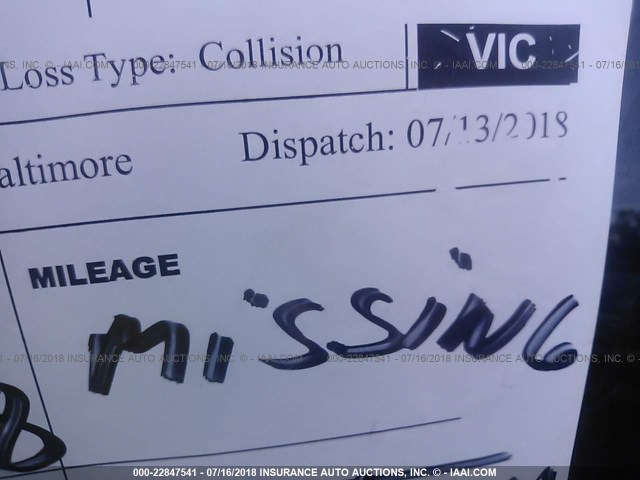 Loss Type: Collision
VIC
altimore
Dispatch: 07/13/2018
MILEAGE
MISSING
000-22847541 - 07/16/2018 INSURANCE AUTO AUCTIONS, INC. © - IAAI.COM